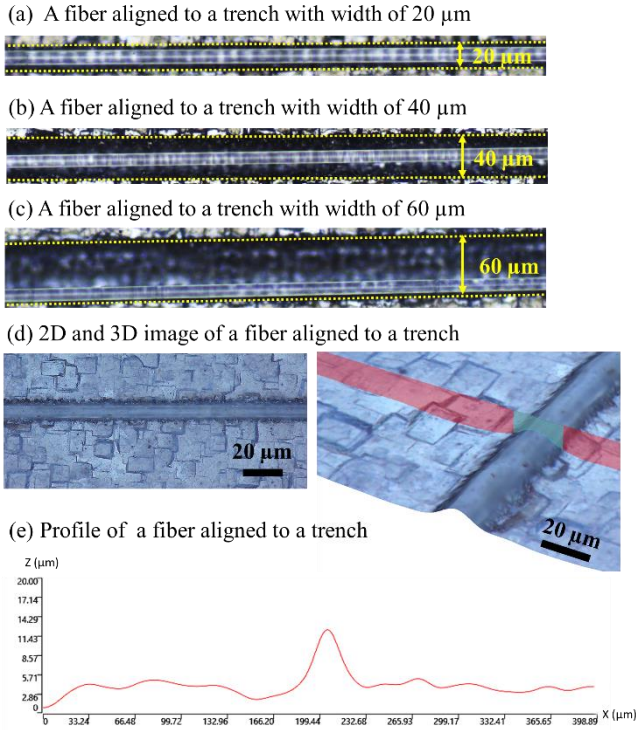 (a) A fiber aligned to a trench with width of 20 µm
20 µm
(b) A fiber aligned to a trench with width of 40 µm
40 µm
(c) A fiber aligned to a trench with width of 60 µm
60 µm
(d) 2D and 3D image of a fiber aligned to a trench
20 µm
20 µm
(e) Profile of a fiber aligned to a trench
Z (µm)
20.00
17.14
14.29
11.43
8.57
5.71
2.86
0
0 33.24 66.48 99.72 132.96 166.20 199.44 232.68 265.93 299.17 332.41 365.65 398.89 X (µm)